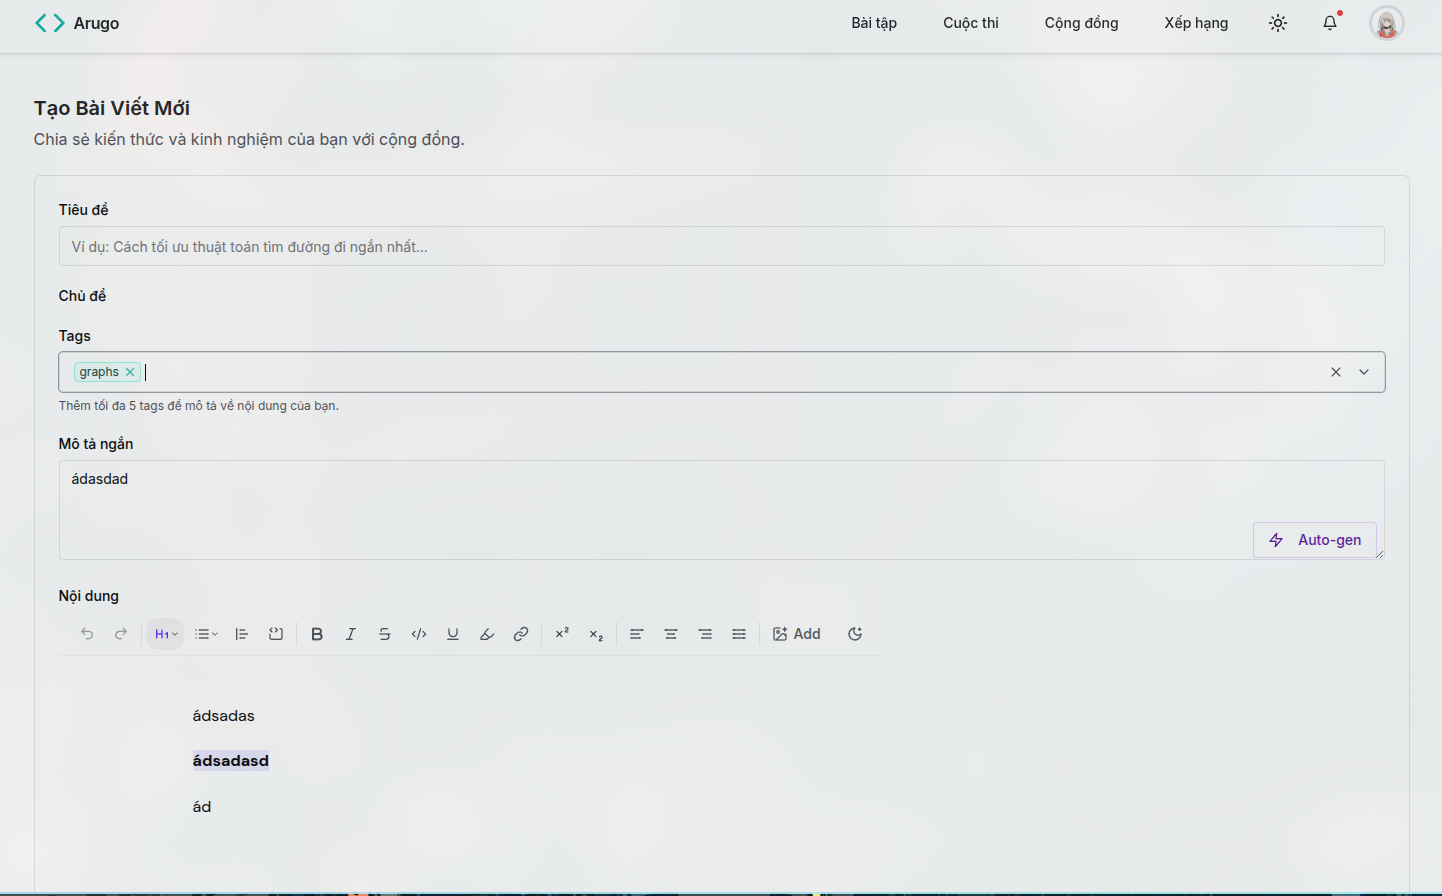 Arugo
Bài tập
Cuộc thi
Cộng đồng
Xếp hạng
Tạo Bài Viết Mới
Chia sẻ kiến thức và kinh nghiệm của bạn với cộng đồng.
Tiêu đề
Ví dụ: Cách tối ưu thuật toán tìm đường đi ngắn nhất...
Chủ đề
Tags
graphs
Thêm tối đa 5 tags để mô tả về nội dung của bạn.
Mô tả ngắn
ádasdad
Auto-gen
Nội dung
H1
B I S U x² x₂ Add
ádsadas
ádsadasd
ád